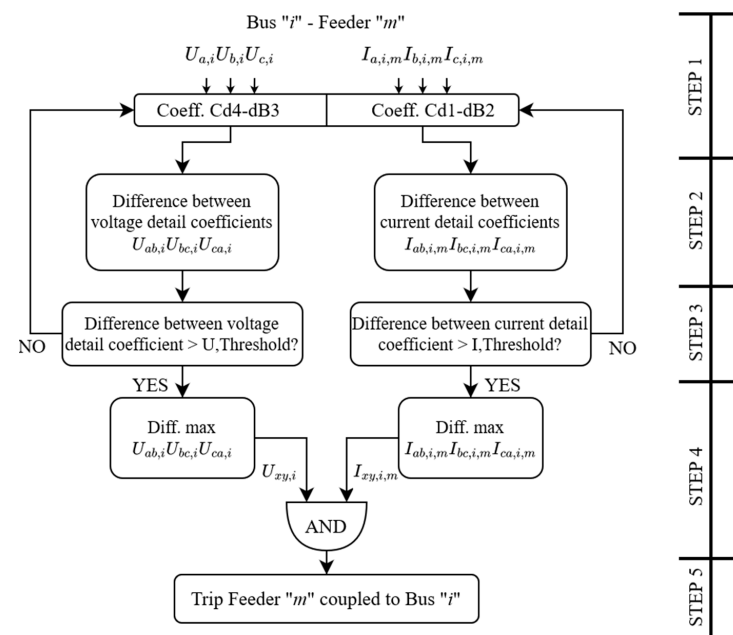 Bus "i" - Feeder "m"
U_{a,i}U_{b,i}U_{c,i}
I_{a,i,m}I_{b,i,m}I_{c,i,m}
Coeff. Cd4-dB3
Coeff. Cd1-dB2
STEP 1
Difference between
voltage detail coefficients
U_{ab,i}U_{bc,i}U_{ca,i}
Difference between
current detail coefficients
I_{ab,i,m}I_{bc,i,m}I_{ca,i,m}
STEP 2
Difference between voltage
detail coefficient > U,Threshold?
Difference between current detail
coefficient > I,Threshold?
STEP 3
NO
NO
YES
YES
Diff. max
U_{ab,i}U_{bc,i}U_{ca,i}
Diff. max
I_{ab,i,m}I_{bc,i,m}I_{ca,i,m}
U_{xy,i}
I_{xy,i,m}
STEP 4
AND
Trip Feeder "m" coupled to Bus "i"
STEP 5